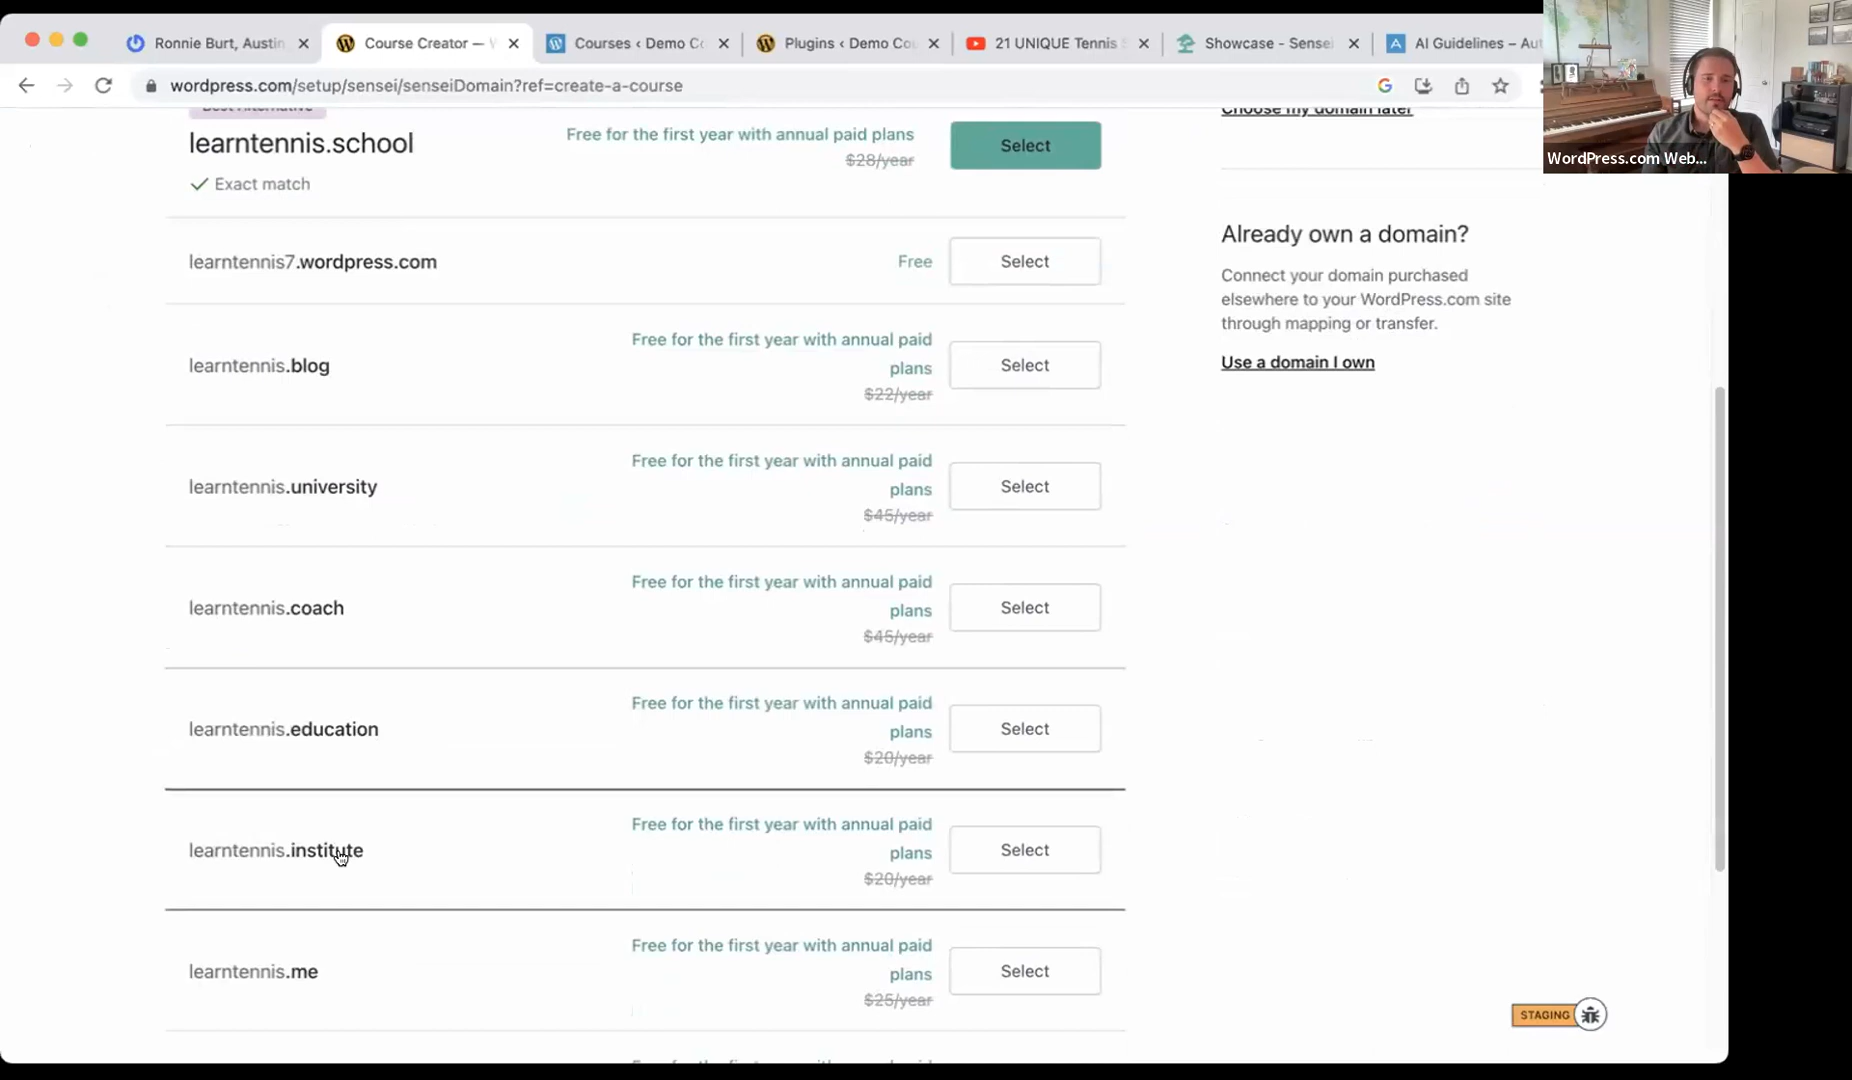 Ronnie Burt, Austin
Course Creator — W
Courses ‹ Demo Co
Plugins ‹ Demo Cou
21 UNIQUE Tennis S
Showcase - Sensei
AI Guidelines – Aut
wordpress.com/setup/sensei/senseiDomain?ref=create-a-course
WordPress.com Web...
Best Alternative
learntennis.school
Free for the first year with annual paid plans
$28/year
Select
Exact match
Choose my domain later
learntennis7.wordpress.com
Free
Select
Already own a domain?
Connect your domain purchased
elsewhere to your WordPress.com site
through mapping or transfer.
Use a domain I own
learntennis.blog
Free for the first year with annual paid
plans
$22/year
Select
learntennis.university
Free for the first year with annual paid
plans
$45/year
Select
learntennis.coach
Free for the first year with annual paid
plans
$45/year
Select
learntennis.education
Free for the first year with annual paid
plans
$20/year
Select
learntennis.institute
Free for the first year with annual paid
plans
$20/year
Select
learntennis.me
Free for the first year with annual paid
plans
$25/year
Select
STAGING